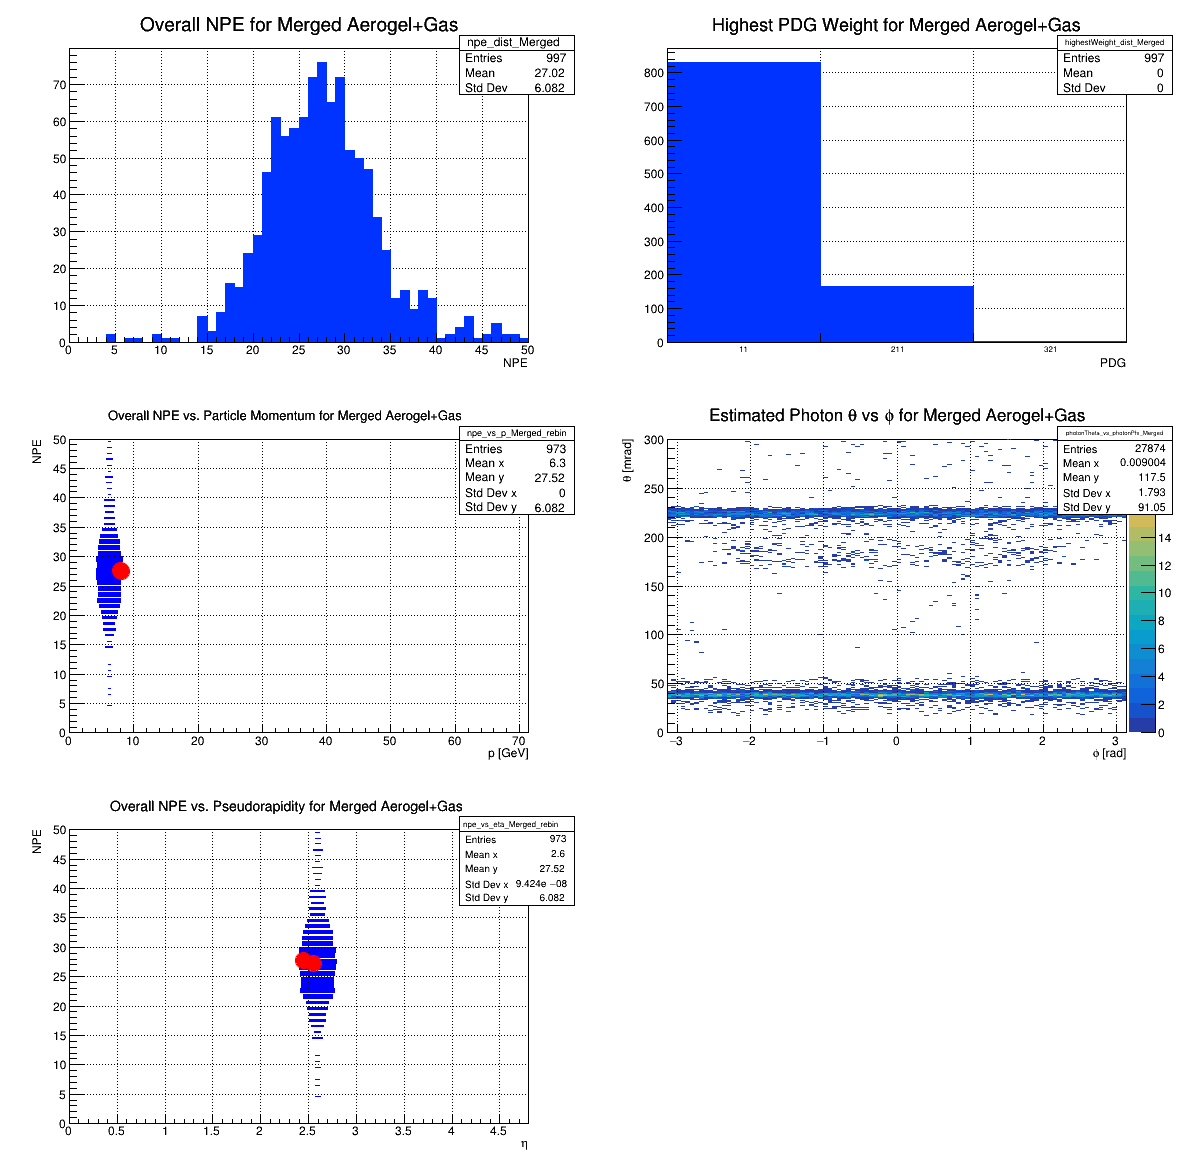 Overall NPE for Merged Aerogel+Gas
npe_dist_Merged
Entries 997
Mean 27.02
Std Dev 6.082
70
60
50
40
30
20
10
0
0 5 10 15 20 25 30 35 40 45 50
NPE
Highest PDG Weight for Merged Aerogel+Gas
highestWeight_dist_Merged
Entries 997
Mean 0
Std Dev 0
800
700
600
500
400
300
200
100
0
11 211 321
PDG
Overall NPE vs. Particle Momentum for Merged Aerogel+Gas
npe_vs_p_Merged_rebin
Entries 973
Mean x 6.3
Mean y 27.52
Std Dev x 0
Std Dev y 6.082
NPE
50
45
40
35
30
25
20
15
10
5
0
0 10 20 30 40 50 60 70
p [GeV]
Estimated Photon θ vs ϕ for Merged Aerogel+Gas
photonTheta_vs_photonPhi_Merged
Entries 27874
Mean x 0.009004
Mean y 117.5
Std Dev x 1.793
Std Dev y 91.05
θ [mrad]
300
250
200
150
100
50
0
−3 −2 −1 0 1 2 3
ϕ [rad]
14
12
10
8
6
4
2
0
Overall NPE vs. Pseudorapidity for Merged Aerogel+Gas
npe_vs_eta_Merged_rebin
Entries 973
Mean x 2.6
Mean y 27.52
Std Dev x 9.424e −08
Std Dev y 6.082
NPE
50
45
40
35
30
25
20
15
10
5
0
0 0.5 1 1.5 2 2.5 3 3.5 4 4.5
η